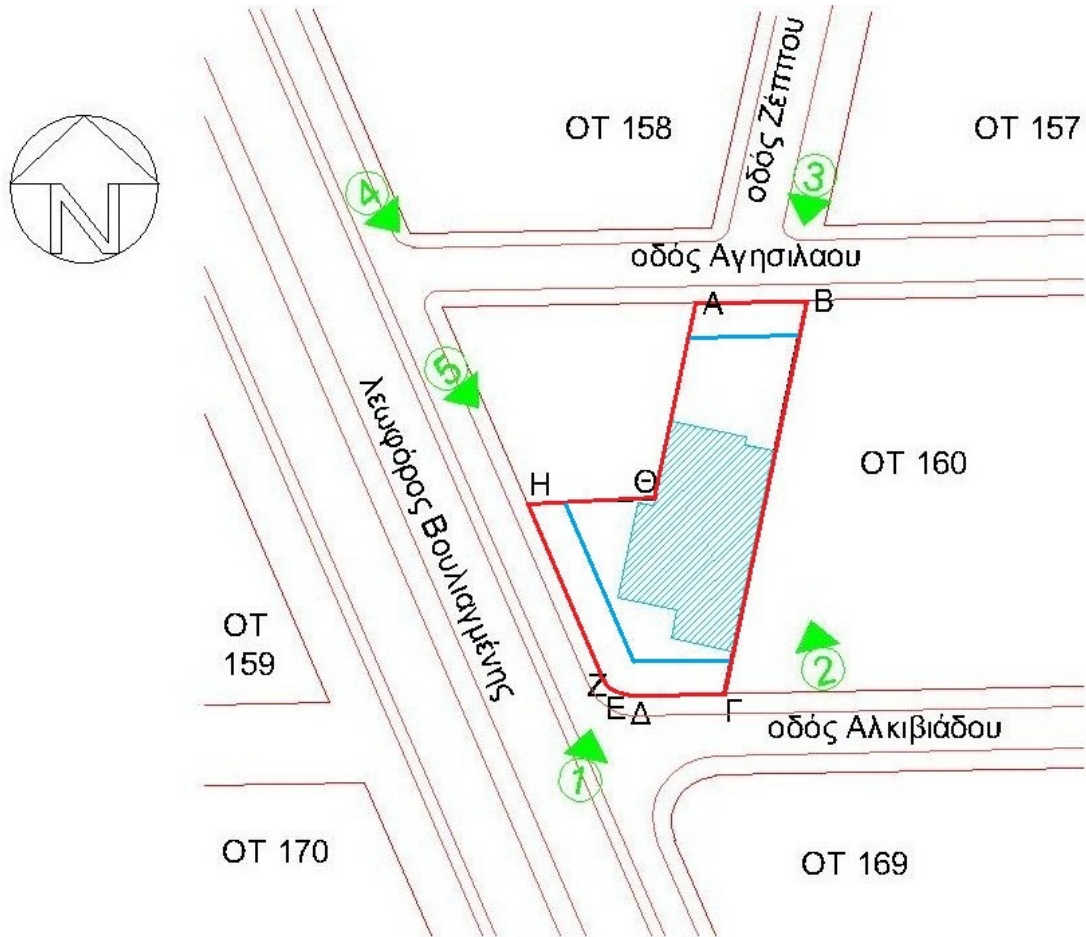 N
ΟΤ 158
οδός Ζέππου
ΟΤ 157
4
3
οδός Αγησιλαου
Α
Β
5
λεωφόρος Βουλιαγμένης
ΟΤ 160
Η
Θ
ΟΤ
159
2
Ζ
Ε
Δ
Γ
οδός Αλκιβιάδου
1
ΟΤ 170
ΟΤ 169